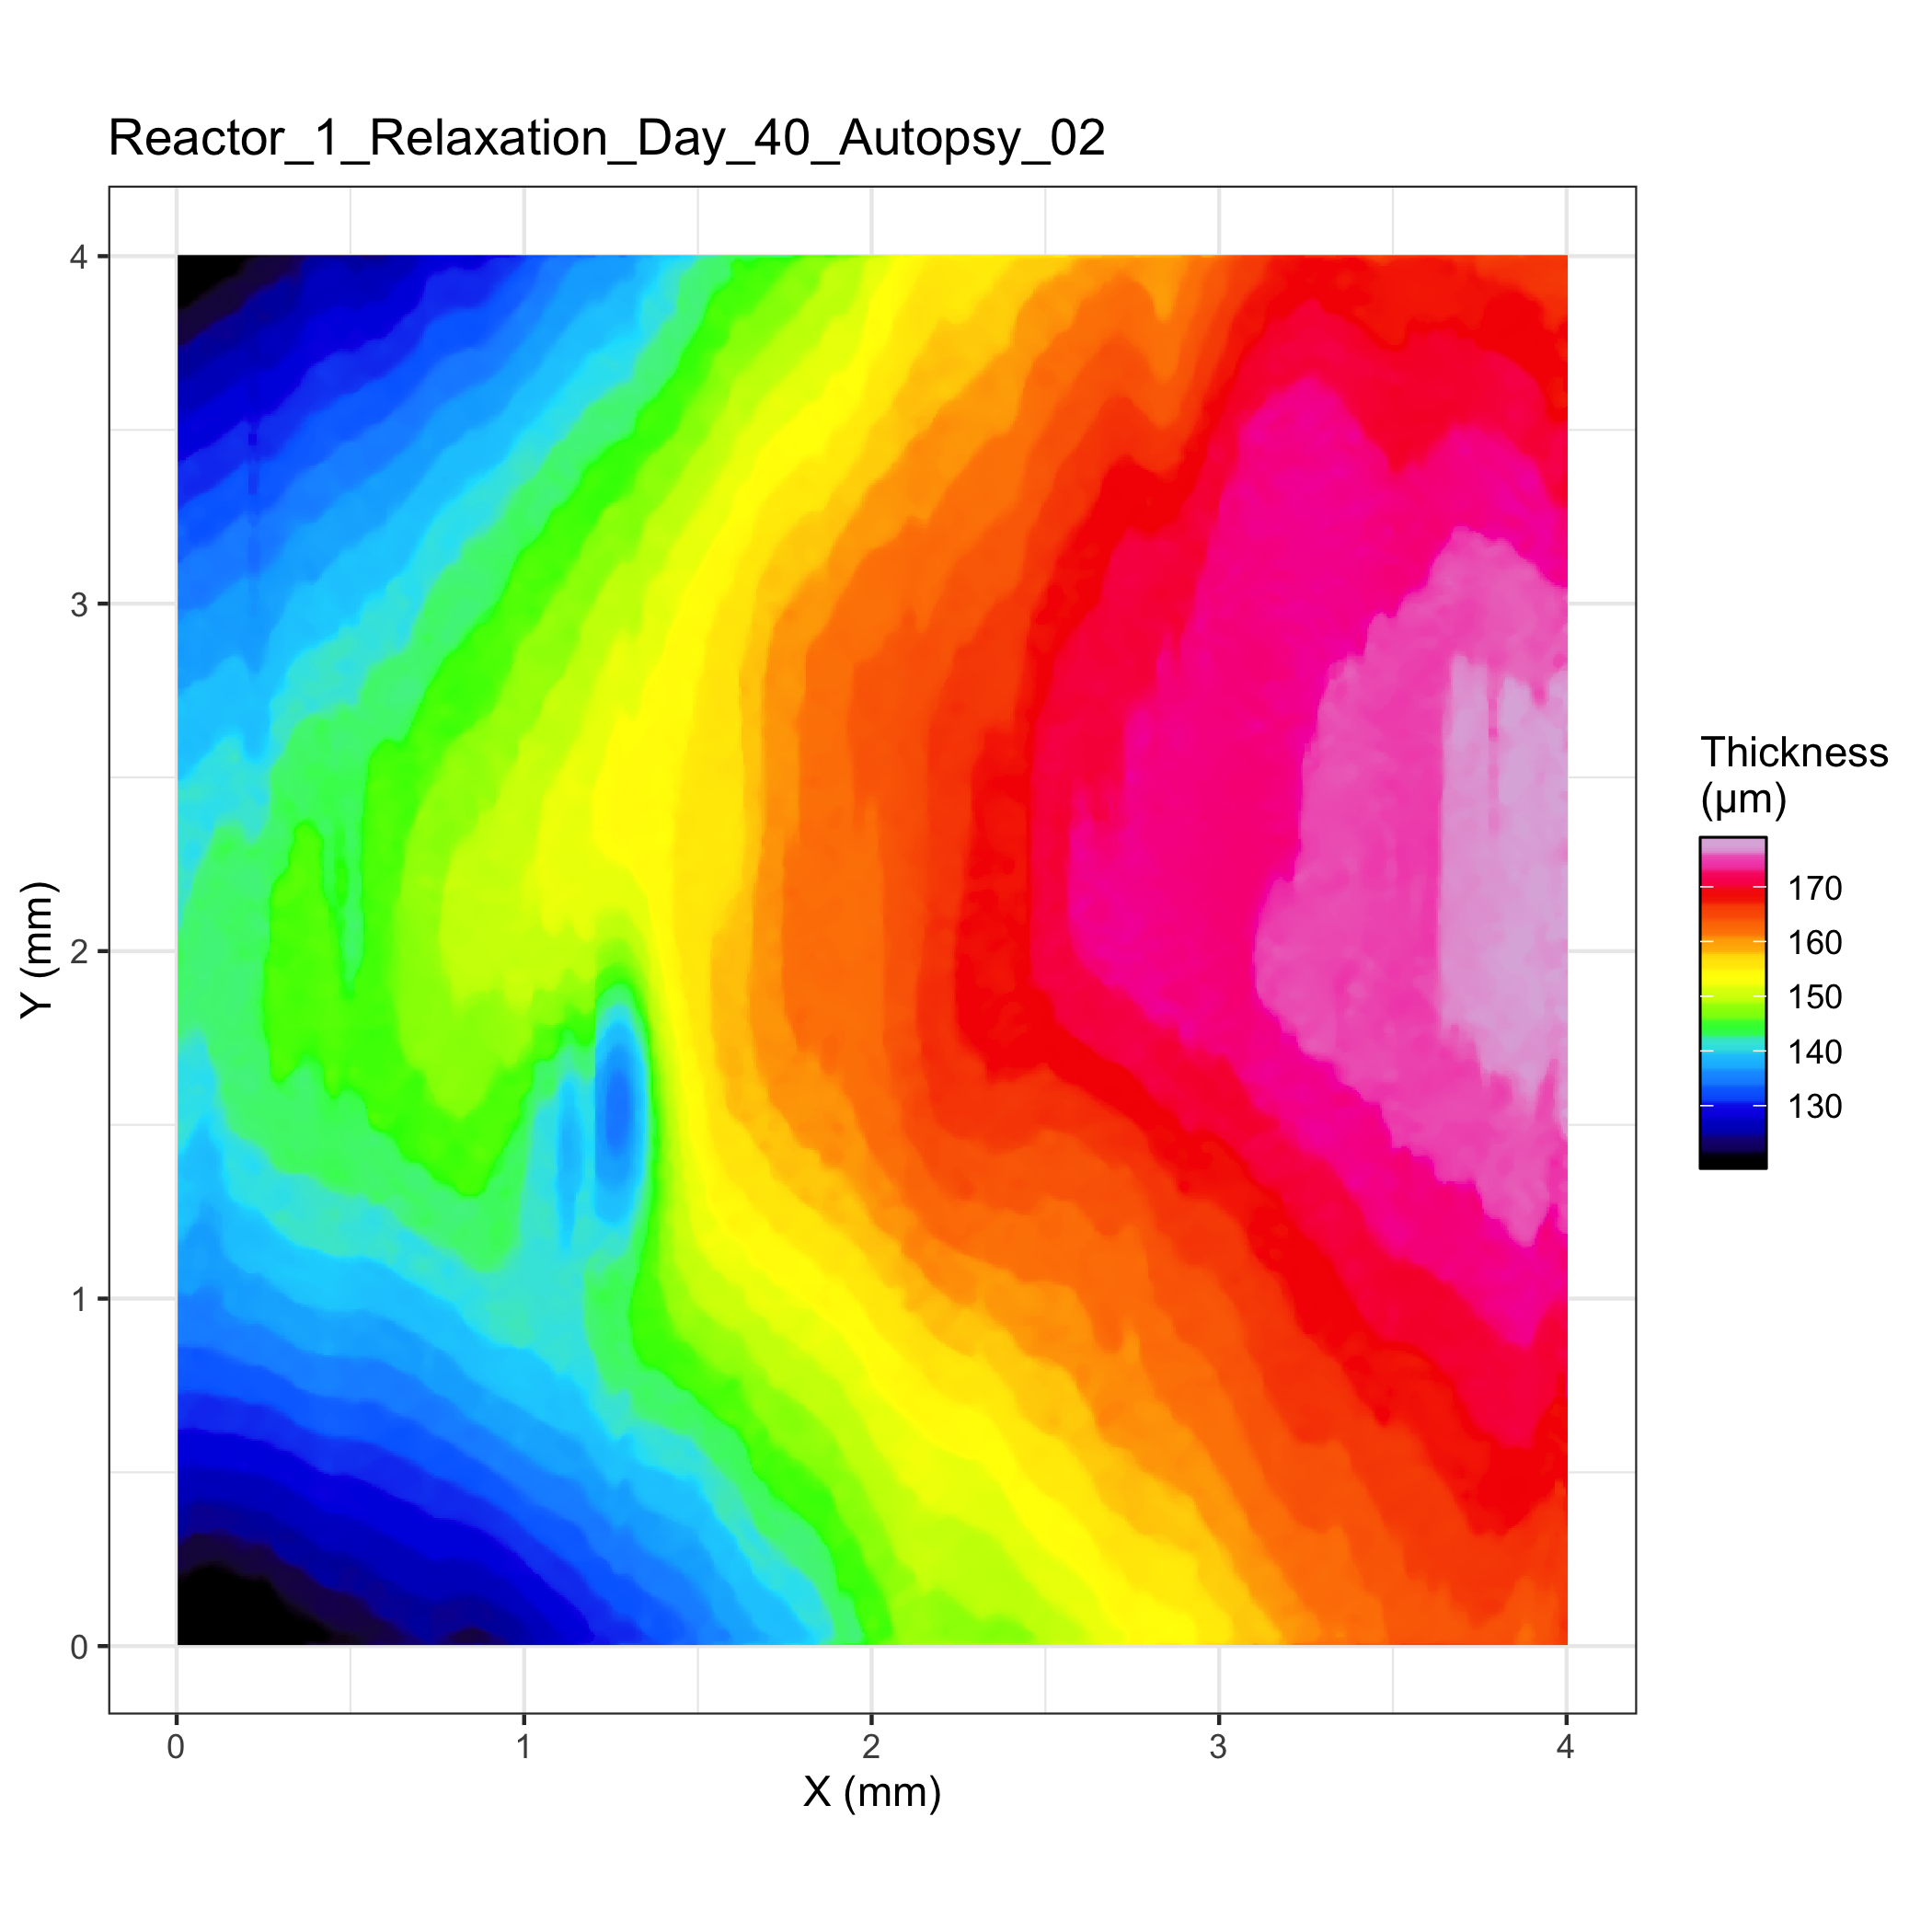 Reactor_1_Relaxation_Day_40_Autopsy_02
4
3
2
1
0
Y (mm)
0 1 2 3 4
X (mm)
Thickness
(μm)
170
160
150
140
130